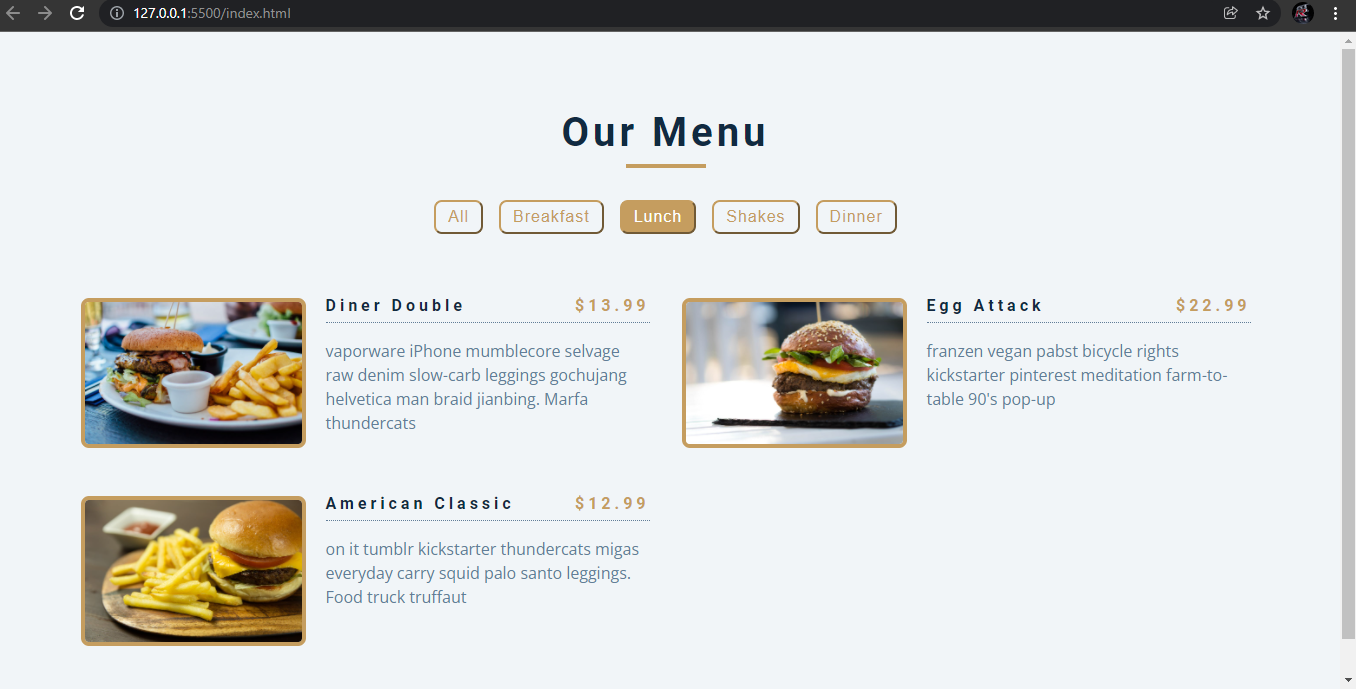 127.0.0.1:5500/index.html
Our Menu
All Breakfast Lunch Shakes Dinner
Diner Double $13.99
vaporware iPhone mumblecore selvage
raw denim slow-carb leggings gochujang
helvetica man braid jianbing. Marfa
thundercats
Egg Attack $22.99
franzen vegan pabst bicycle rights
kickstarter pinterest meditation farm-to-
table 90's pop-up
American Classic $12.99
on it tumblr kickstarter thundercats migas
everyday carry squid palo santo leggings.
Food truck truffaut